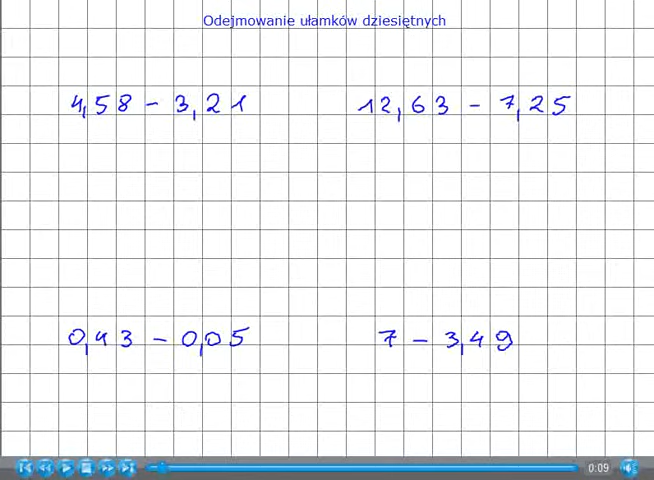 Odejmowanie ułamków dziesiętnych
4,58 - 3,21
12,63 - 7,25
0,43 - 0,05
7 - 3,49
0:09